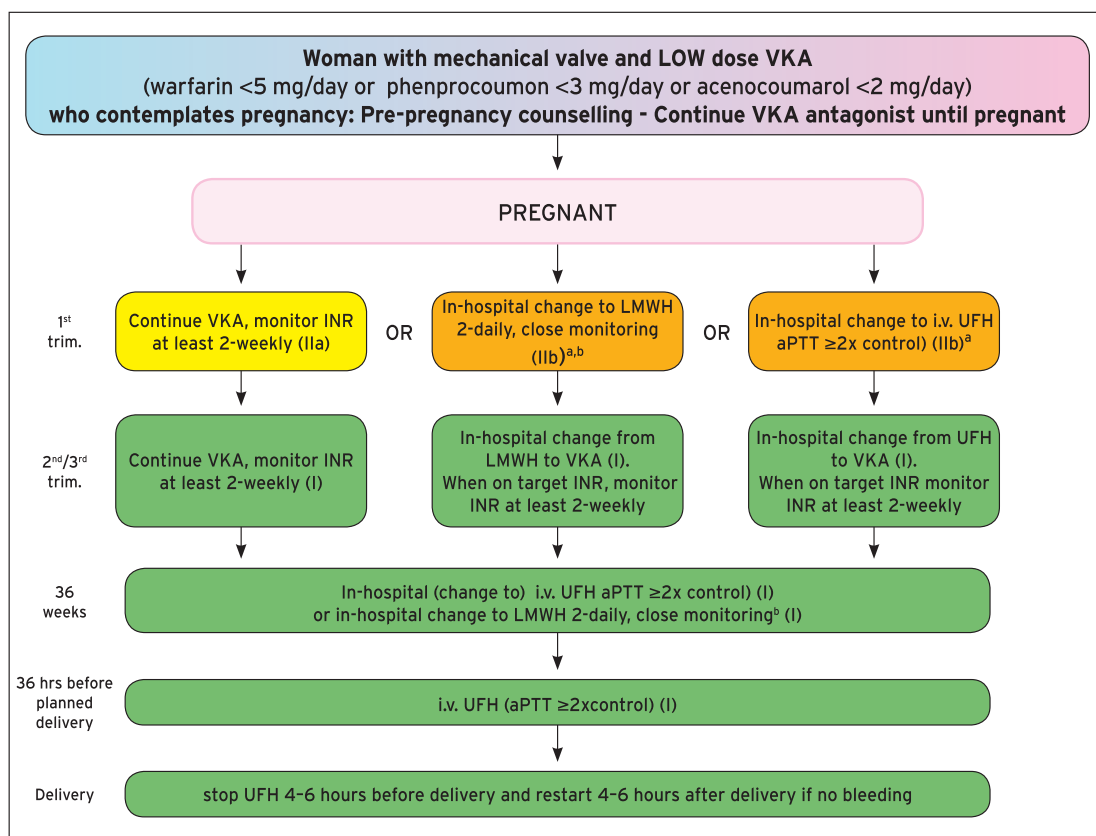 Woman with mechanical valve and LOW dose VKA
(warfarin <5 mg/day or phenprocoumon <3 mg/day or acenocoumarol <2 mg/day)
who contemplates pregnancy: Pre-pregnancy counselling - Continue VKA antagonist until pregnant
PREGNANT
1st
trim.
Continue VKA, monitor INR
at least 2-weekly (IIa)
OR
In-hospital change to LMWH
2-daily, close monitoring
(IIb)a,b
OR
In-hospital change to i.v. UFH
aPTT ≥2x control) (IIb)a
2nd/3rd
trim.
Continue VKA, monitor INR
at least 2-weekly (I)
In-hospital change from
LMWH to VKA (I).
When on target INR, monitor
INR at least 2-weekly
In-hospital change from UFH
to VKA (I).
When on target INR monitor
INR at least 2-weekly
36
weeks
In-hospital (change to) i.v. UFH aPTT ≥2x control) (I)
or in-hospital change to LMWH 2-daily, close monitoringb (I)
36 hrs before
planned
delivery
i.v. UFH (aPTT ≥2xcontrol) (I)
Delivery
stop UFH 4–6 hours before delivery and restart 4–6 hours after delivery if no bleeding